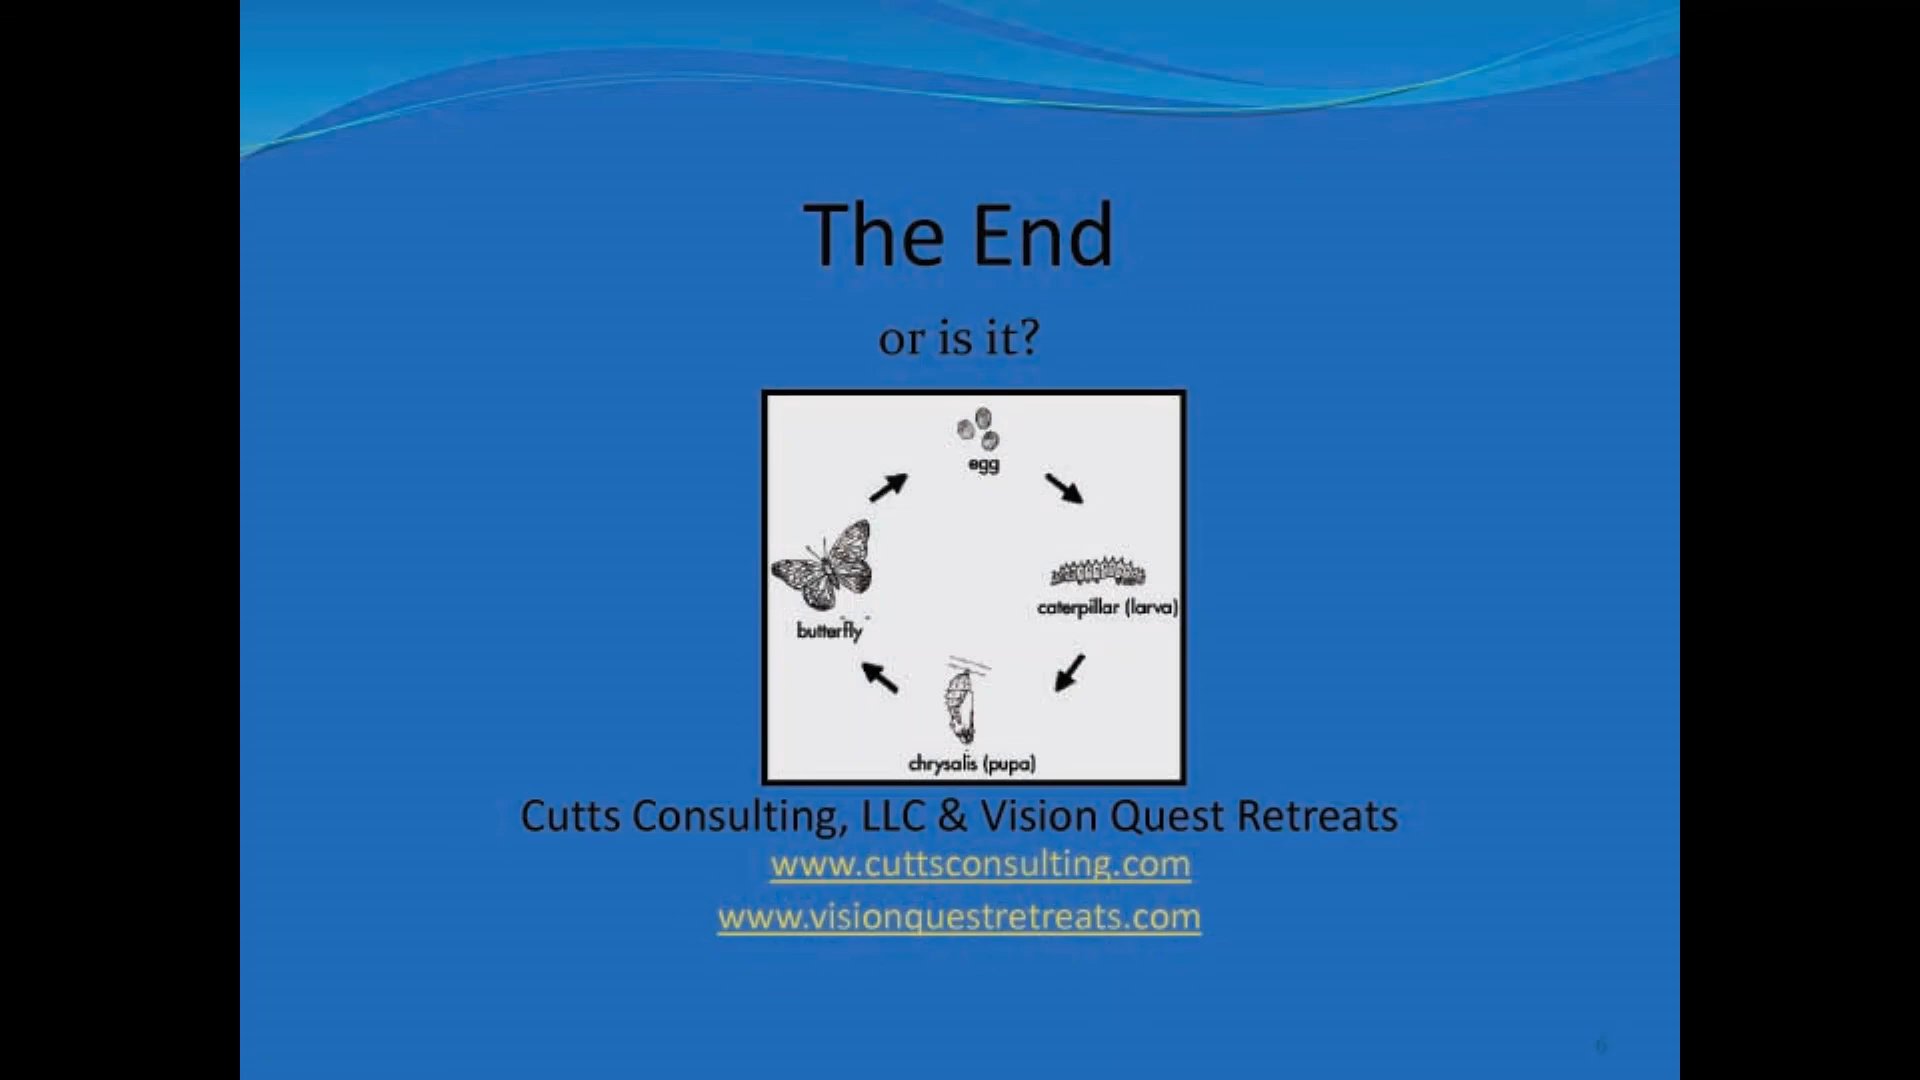 The End
or is it?
egg
caterpillar (larva)
butterfly
chrysalis (pupa)
Cutts Consulting, LLC & Vision Quest Retreats
www.cuttsconsulting.com
www.visionquestretreats.com
6